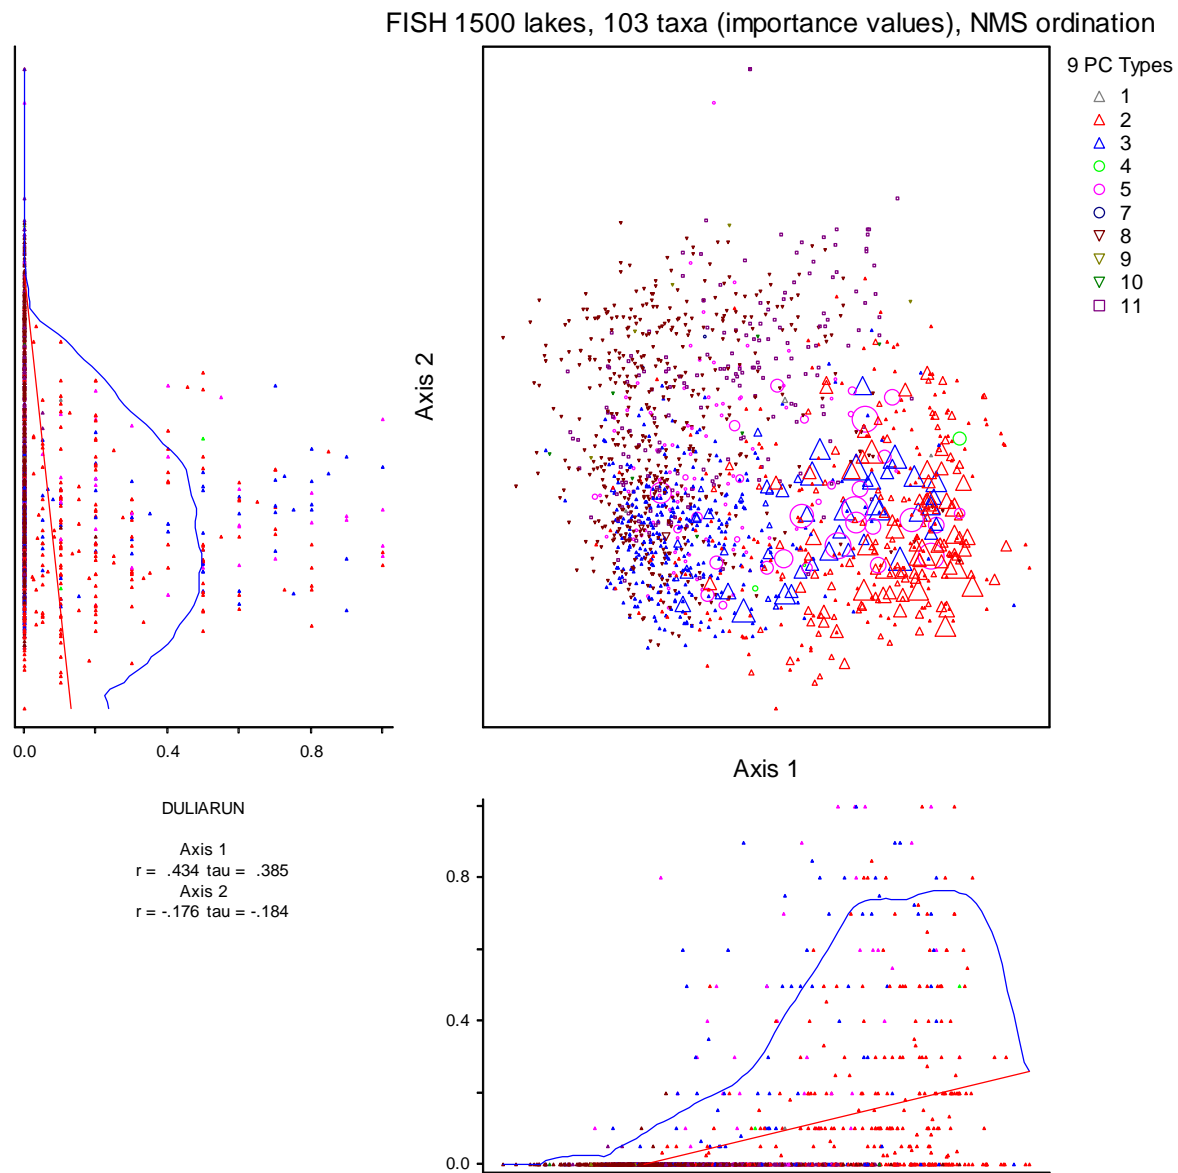 FISH 1500 lakes, 103 taxa (importance values), NMS ordination
9 PC Types
1
2
3
4
5
7
8
9
10
11
Axis 2
0.0 0.4 0.8
Axis 1
DULIARUN
Axis 1
r = .434 tau = .385
Axis 2
r = -.176 tau = -.184
0.8
0.4
0.0